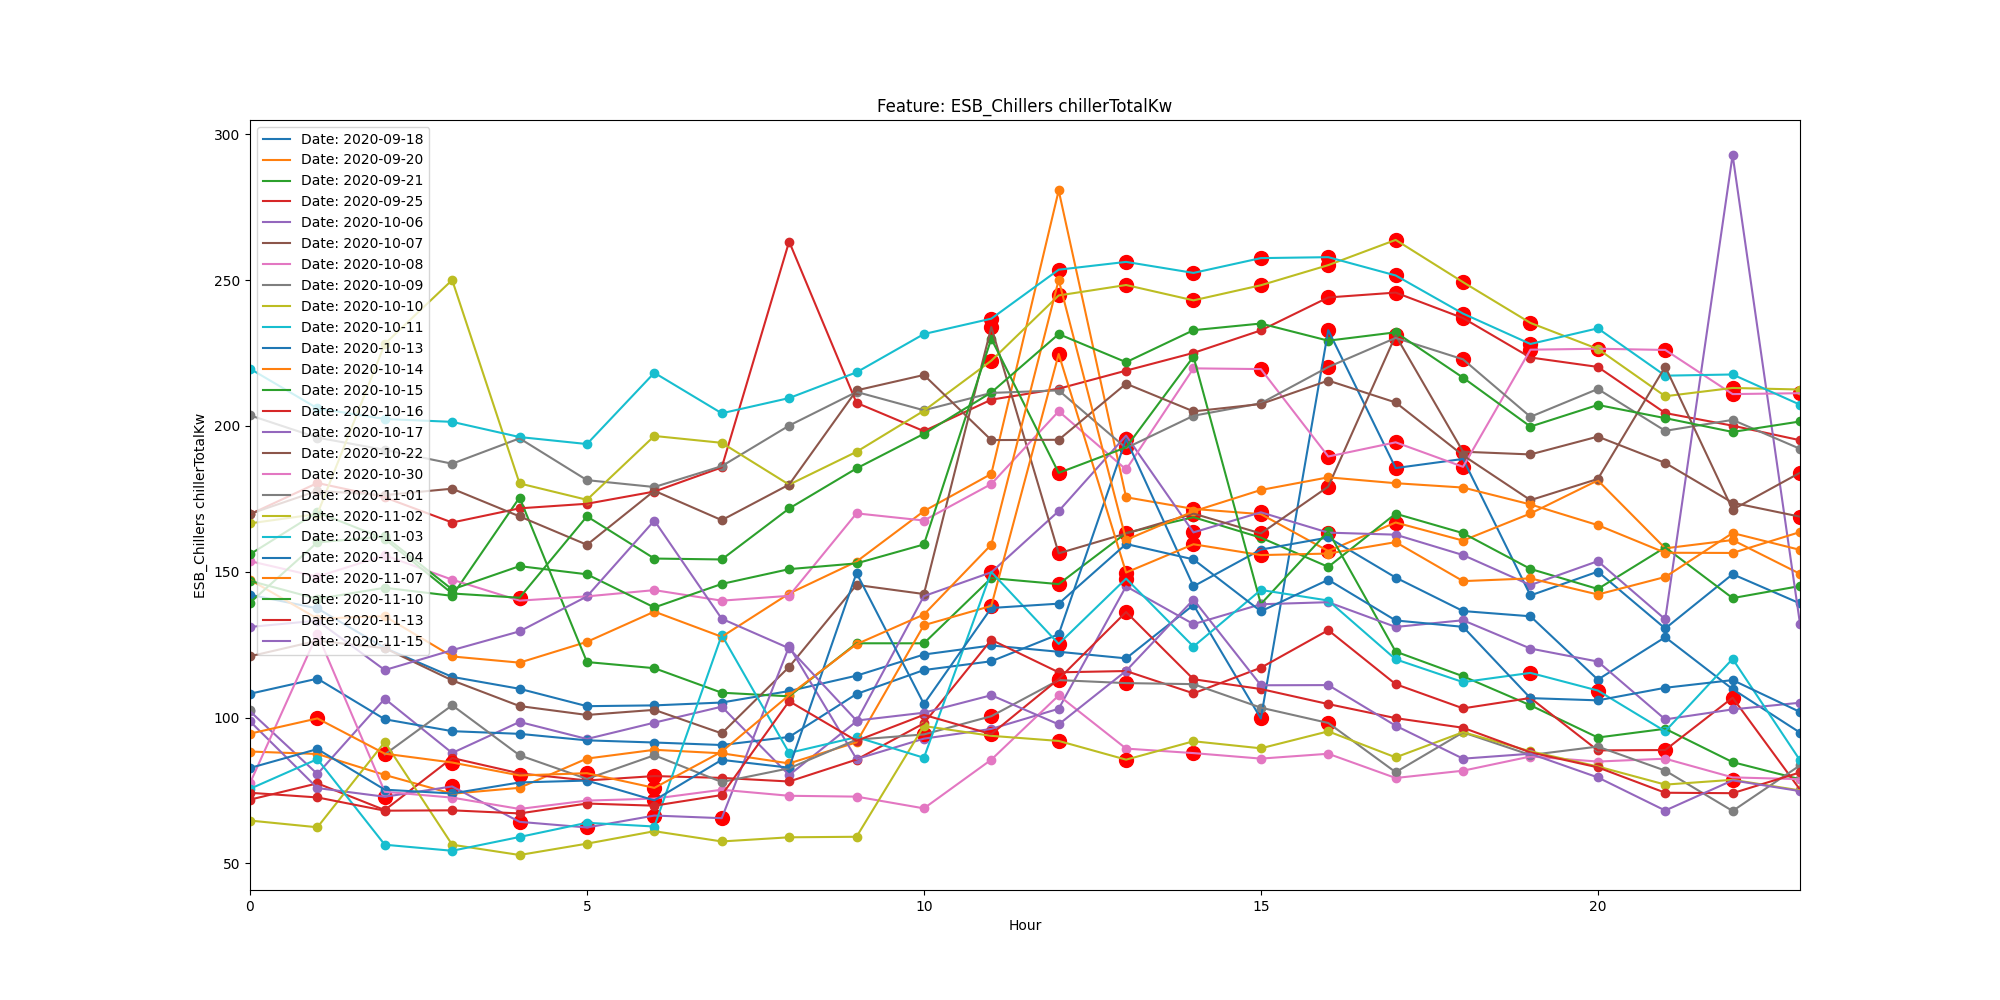 Feature: ESB_Chillers chillerTotalKw
300
250
200
150
100
50
ESB_Chillers chillerTotalKw
Date: 2020-09-18
Date: 2020-09-20
Date: 2020-09-21
Date: 2020-09-25
Date: 2020-10-06
Date: 2020-10-07
Date: 2020-10-08
Date: 2020-10-09
Date: 2020-10-10
Date: 2020-10-11
Date: 2020-10-13
Date: 2020-10-14
Date: 2020-10-15
Date: 2020-10-16
Date: 2020-10-17
Date: 2020-10-22
Date: 2020-10-30
Date: 2020-11-01
Date: 2020-11-02
Date: 2020-11-03
Date: 2020-11-04
Date: 2020-11-07
Date: 2020-11-10
Date: 2020-11-13
Date: 2020-11-15
0 5 10 15 20
Hour